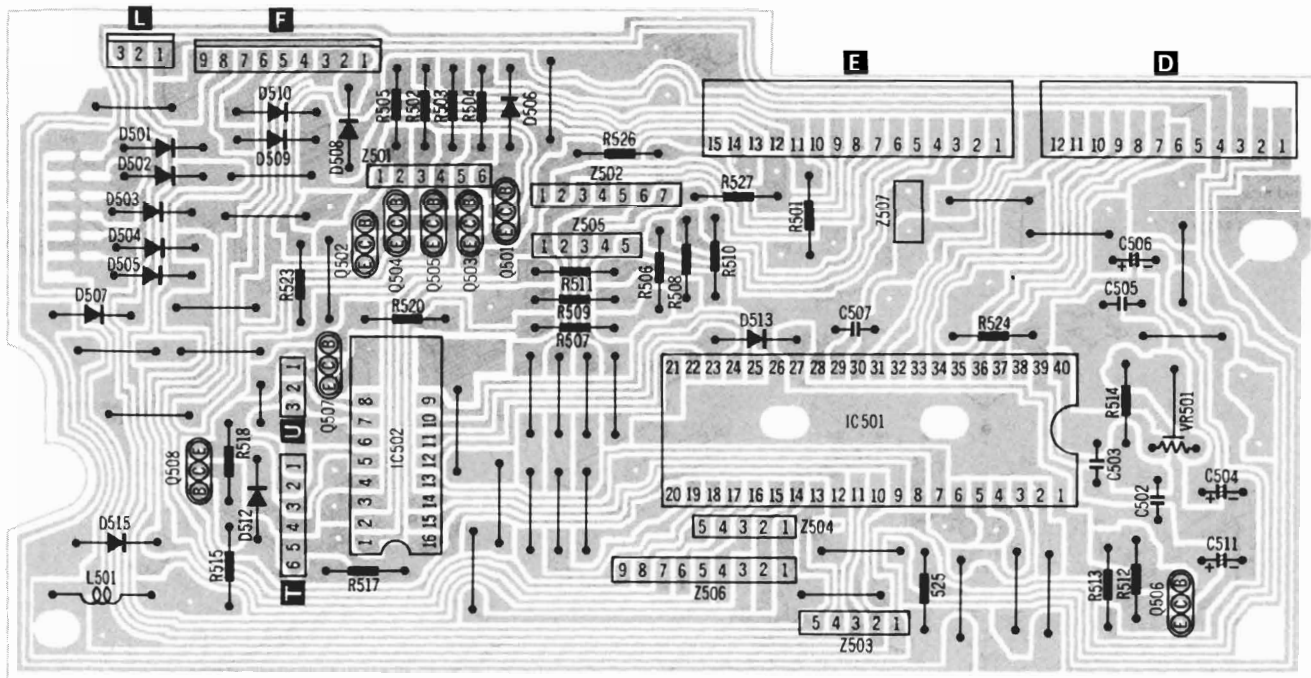 L
F
3 2 1
9 8 7 6 5 4 3 2 1
E
D
D510
D509
D508
R505
R502
R503
R504
D506
D501
D502
D503
D504
D505
D507
Z501
1 2 3 4 5 6
R526
Z502
1 2 3 4 5 6 7
R527
15 14 13 12 11 10 9 8 7 6 5 4 3 2 1
12 11 10 9 8 7 6 5 4 3 2 1
R501
Z507
E C B
Q502
E C B
Q504
E C B
Q505
E C B
Q503
E C B
Q501
Z505
1 2 3 4 5
R511
R509
R507
R506
R508
R510
R523
R520
C506
+ -
C505
C507
D513
R524
E C B
Q507
3 2 1
U
8 9
7 10
6 11
5 12
4 13
3 14
2 15
1 16
IC502
21 22 23 24 25 26 27 28 29 30 31 32 33 34 35 36 37 38 39 40
IC501
20 19 18 17 16 15 14 13 12 11 10 9 8 7 6 5 4 3 2 1
R514
VR501
C503
C502
C504
+ -
C511
+ -
B C E
Q508
R518
D512
R515
6 5 4 3 2 1
T
D515
L501
R517
5 4 3 2 1
Z504
9 8 7 6 5 4 3 2 1
Z506
5 4 3 2 1
Z503
525
R513
R512
E C B
Q506